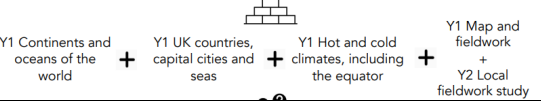 Y1 Continents and
oceans of the
world
+
Y1 UK countries,
capital cities and
seas
+
Y1 Hot and cold
climates, including
the equator
+
Y1 Map and
fieldwork
+
Y2 Local
fieldwork study